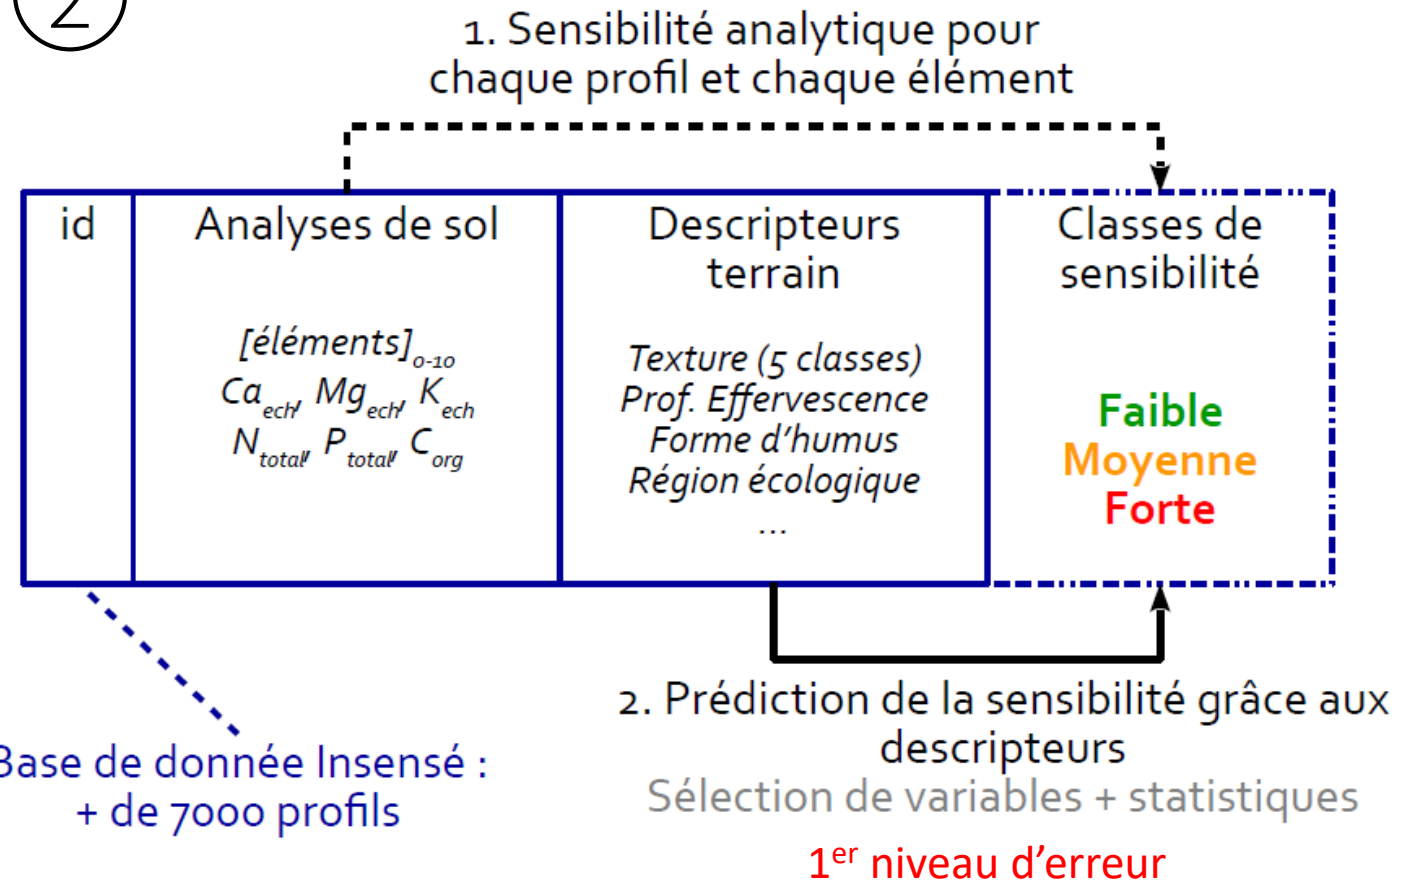 2
1. Sensibilité analytique pour
chaque profil et chaque élément
id
Analyses de sol
[éléments]0-10
Caech, Mgech, Kech
Ntotal, Ptotal, Corg
Descripteurs
terrain
Texture (5 classes)
Prof. Effervescence
Forme d'humus
Région écologique
...
Classes de
sensibilité
Faible
Moyenne
Forte
Base de donnée Insensé :
+ de 7000 profils
2. Prédiction de la sensibilité grâce aux
descripteurs
Sélection de variables + statistiques
1er niveau d'erreur